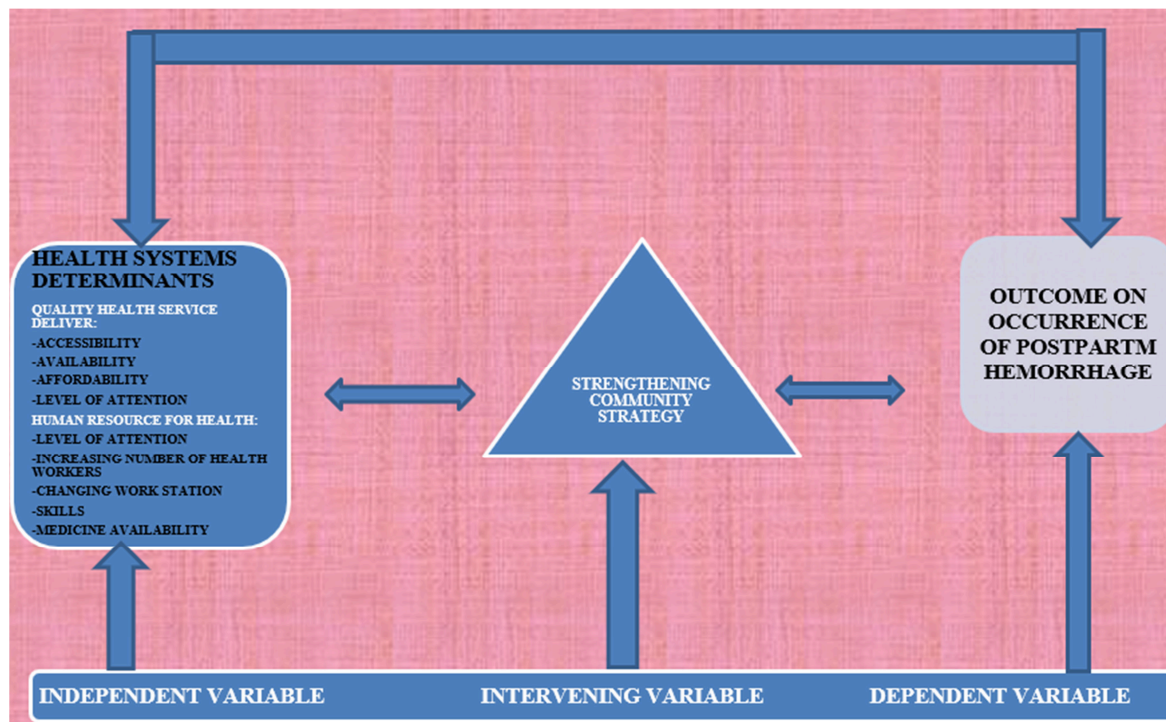 HEALTH SYSTEMS
DETERMINANTS
QUALITY HEALTH SERVICE
DELIVER:
-ACCESSIBILITY
-AVAILABILITY
-AFFORDABILITY
-LEVEL OF ATTENTION
HUMAN RESOURCE FOR HEALTH:
-LEVEL OF ATTENTION
-INCREASING NUMBER OF HEALTH
WORKERS
-CHANGING WORK STATION
-SKILLS
-MEDICINE AVAILABILITY
STRENGTHENING
COMMUNITY
STRATEGY
OUTCOME ON
OCCURRENCE
OF POSTPARTM
HEMORRHAGE
INDEPENDENT VARIABLE
INTERVENING VARIABLE
DEPENDENT VARIABLE